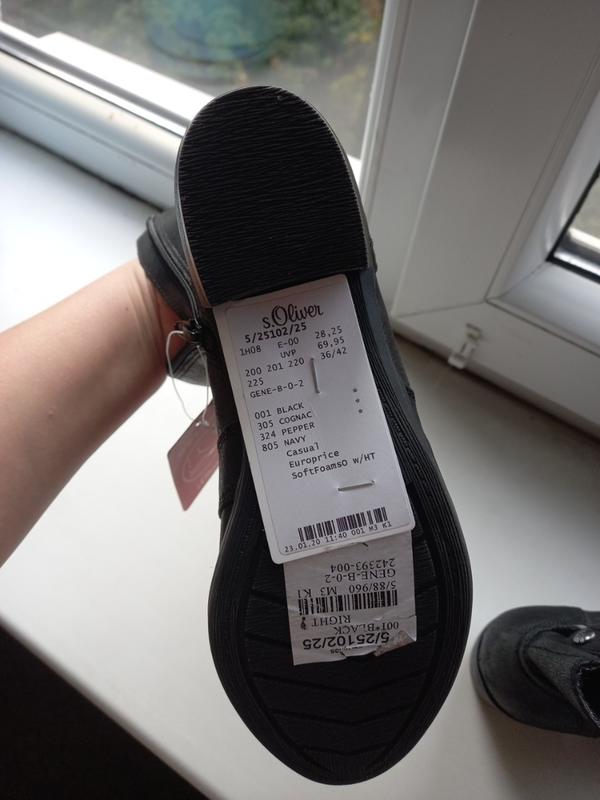 s.Oliver
5/25102/25
1H08 E-00 28,25
UVP 69,95
200 201 220 36/42
225
GENE-B-0-2
001 BLACK
305 COGNAC
324 PEPPER
805 NAVY
Casual
Europrice
SoftFoamsO w/HT
23.01.20 11:40 001 M3 K1
5/25102/25
001-BLACK
RIGHT
5/88/960 M3 K1
GENE-B-0-2
242393-004